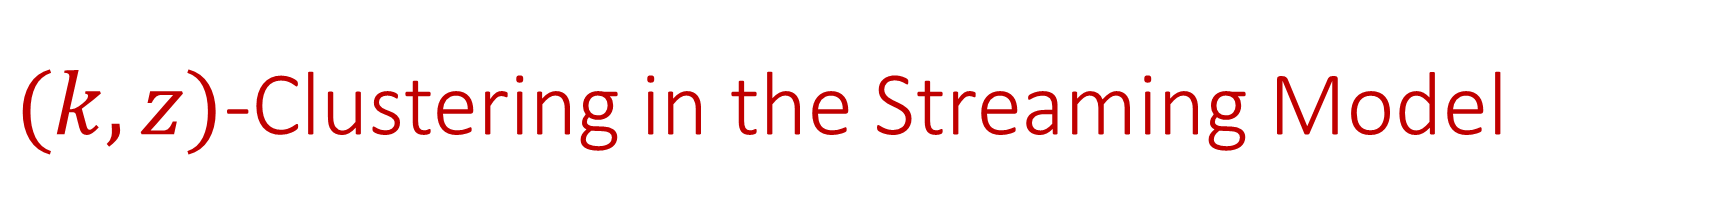 (k, z)-Clustering in the Streaming Model